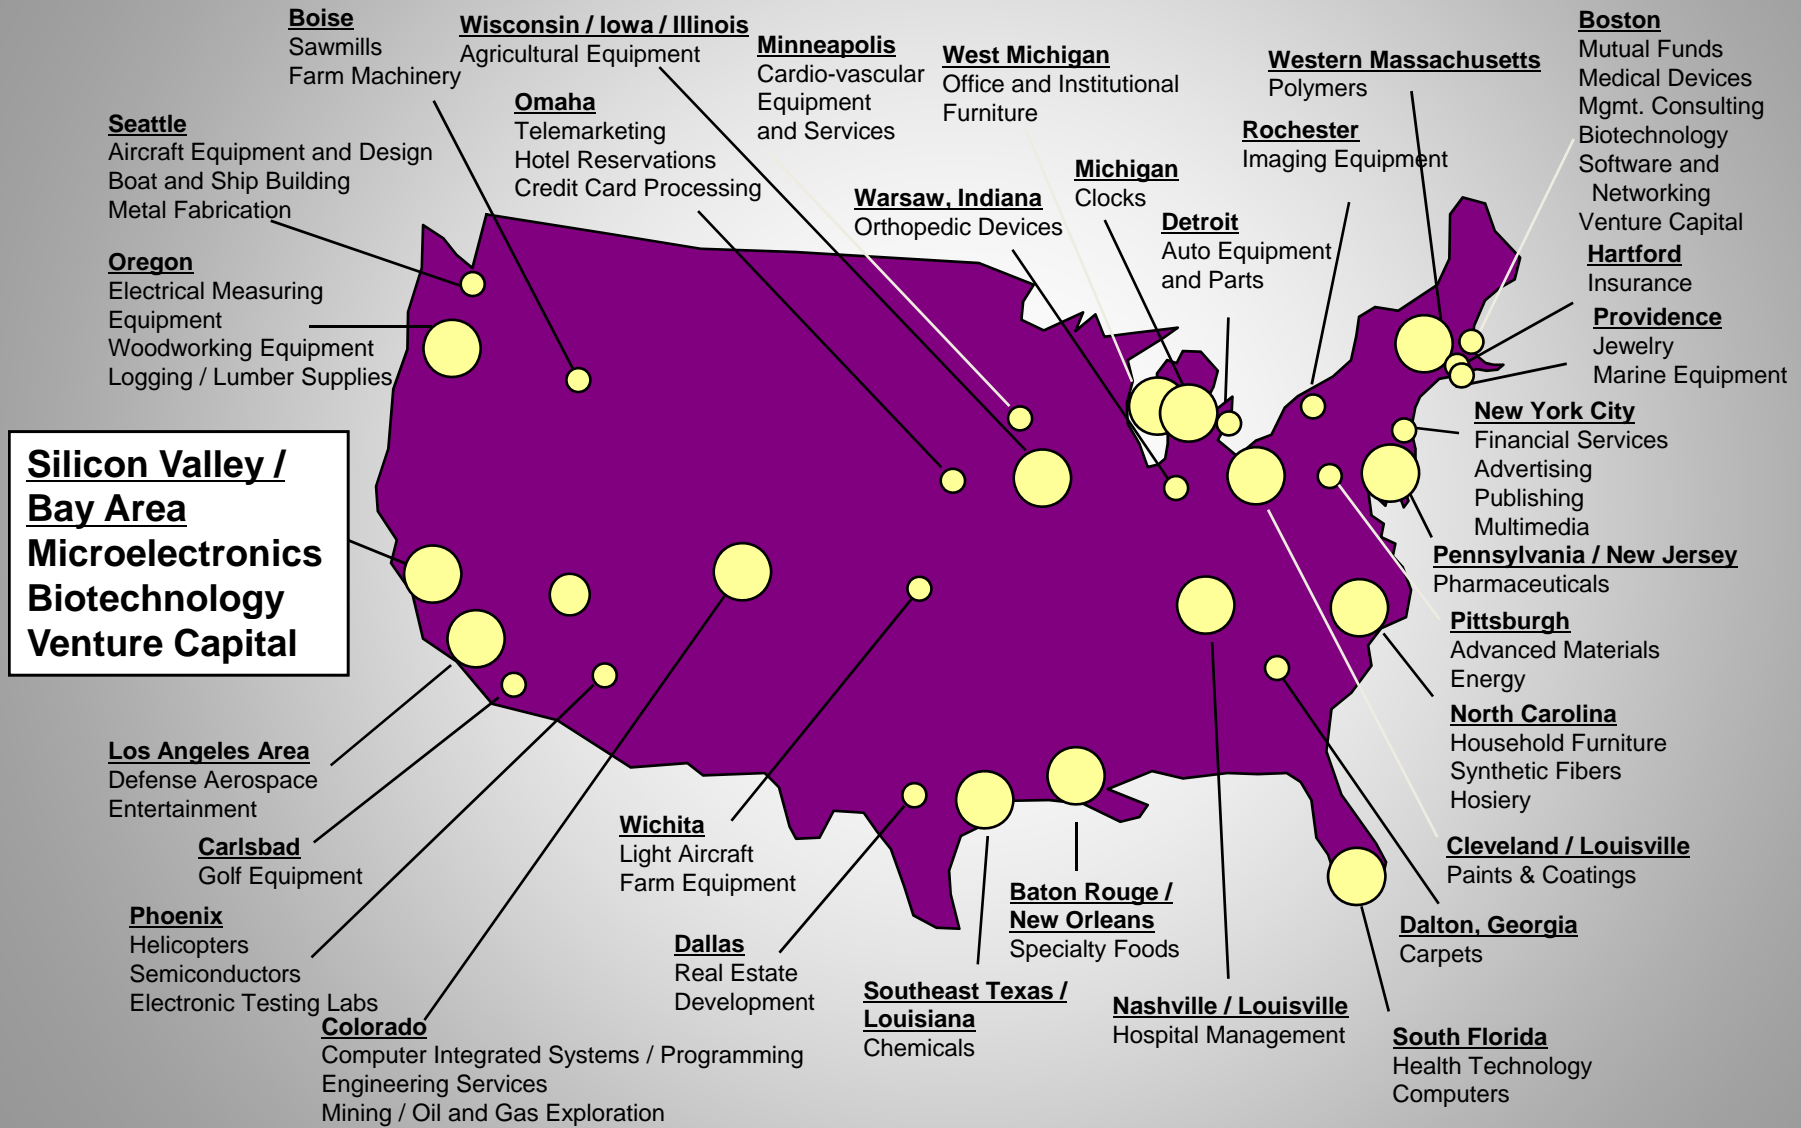 Boise
Sawmills
Farm Machinery
Wisconsin / Iowa / Illinois
Agricultural Equipment
Minneapolis
Cardio-vascular
Equipment
and Services
West Michigan
Office and Institutional
Furniture
Western Massachusetts
Polymers
Boston
Mutual Funds
Medical Devices
Mgmt. Consulting
Biotechnology
Software and
Networking
Venture Capital
Omaha
Telemarketing
Hotel Reservations
Credit Card Processing
Seattle
Aircraft Equipment and Design
Boat and Ship Building
Metal Fabrication
Rochester
Imaging Equipment
Michigan
Clocks
Warsaw, Indiana
Orthopedic Devices
Detroit
Auto Equipment
and Parts
Oregon
Electrical Measuring
Equipment
Woodworking Equipment
Logging / Lumber Supplies
Hartford
Insurance
Providence
Jewelry
Marine Equipment
New York City
Financial Services
Advertising
Publishing
Multimedia
Silicon Valley /
Bay Area
Microelectronics
Biotechnology
Venture Capital
Pennsylvania / New Jersey
Pharmaceuticals
Pittsburgh
Advanced Materials
Energy
North Carolina
Household Furniture
Synthetic Fibers
Hosiery
Los Angeles Area
Defense Aerospace
Entertainment
Carlsbad
Golf Equipment
Wichita
Light Aircraft
Farm Equipment
Cleveland / Louisville
Paints & Coatings
Phoenix
Helicopters
Semiconductors
Electronic Testing Labs
Baton Rouge /
New Orleans
Specialty Foods
Dalton, Georgia
Carpets
Dallas
Real Estate
Development
Southeast Texas /
Louisiana
Chemicals
Nashville / Louisville
Hospital Management
Colorado
Computer Integrated Systems / Programming
Engineering Services
Mining / Oil and Gas Exploration
South Florida
Health Technology
Computers